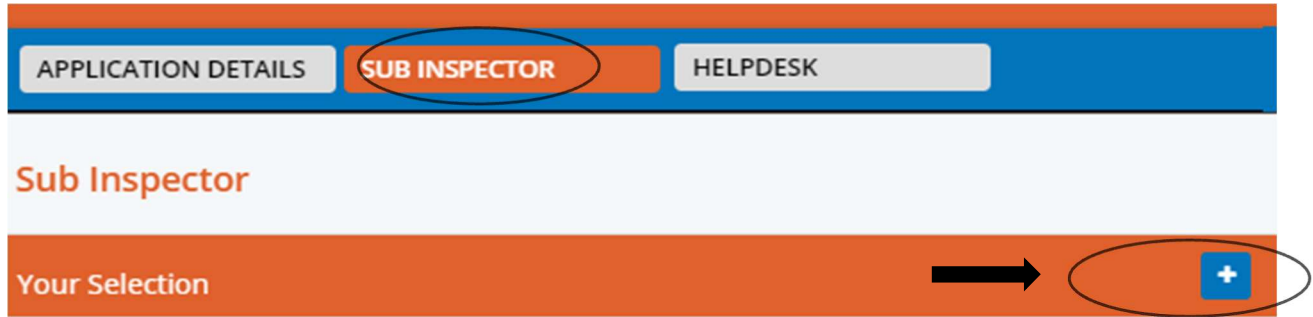 APPLICATION DETAILS SUB INSPECTOR HELPDESK
Sub Inspector
Your Selection +